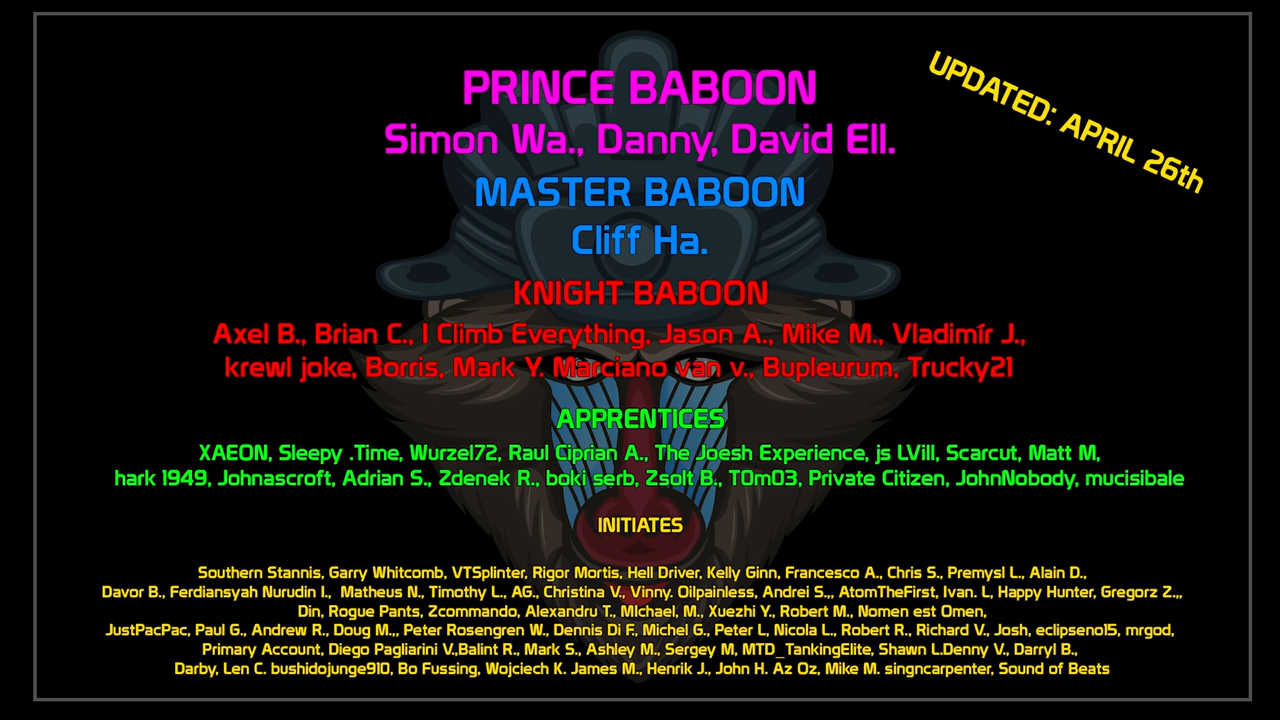 PRINCE BABOON
UPDATED: APRIL 26th
Simon Wa., Danny, David Ell.
MASTER BABOON
Cliff Ha.
KNIGHT BABOON
Axel B., Brian C., I Climb Everything, Jason A., Mike M., Vladimír J.,
krewl joke, Borris, Mark Y. Marciano van v., Bupleurum, Trucky21
APPRENTICES
XAEON, Sleepy .Time, Wurzel72, Raul Ciprian A., The Joesh Experience, js LVill, Scarcut, Matt M,
hark 1949, Johnascroft, Adrian S., Zdenek R., boki serb, Zsolt B., T0m03, Private Citizen, JohnNobody, mucisibale
INITIATES
Southern Stannis, Garry Whitcomb, VTSplinter, Rigor Mortis, Hell Driver, Kelly Ginn, Francesco A., Chris S., Premysl L., Alain D.,
Davor B., Ferdiansyah Nurudin I., Matheus N., Timothy L., AG., Christina V., Vinny. Oilpainless, Andrei S.,, AtomTheFirst, Ivan. L, Happy Hunter, Gregorz Z.,,
Din, Rogue Pants, Zcommando, Alexandru T., MIchael, M., Xuezhi Y., Robert M., Nomen est Omen,
JustPacPac, Paul G., Andrew R., Doug M.,, Peter Rosengren W., Dennis Di F., Michel G., Peter L, Nicola L., Robert R., Richard V., Josh, eclipseno15, mrgod,
Primary Account, Diego Pagliarini V.,Balint R., Mark S., Ashley M., Sergey M, MTD_TankingElite, Shawn L.Denny V., Darryl B.,
Darby, Len C. bushidojunge910, Bo Fussing, Wojciech K. James M., Henrik J., John H. Az Oz, Mike M. singncarpenter, Sound of Beats